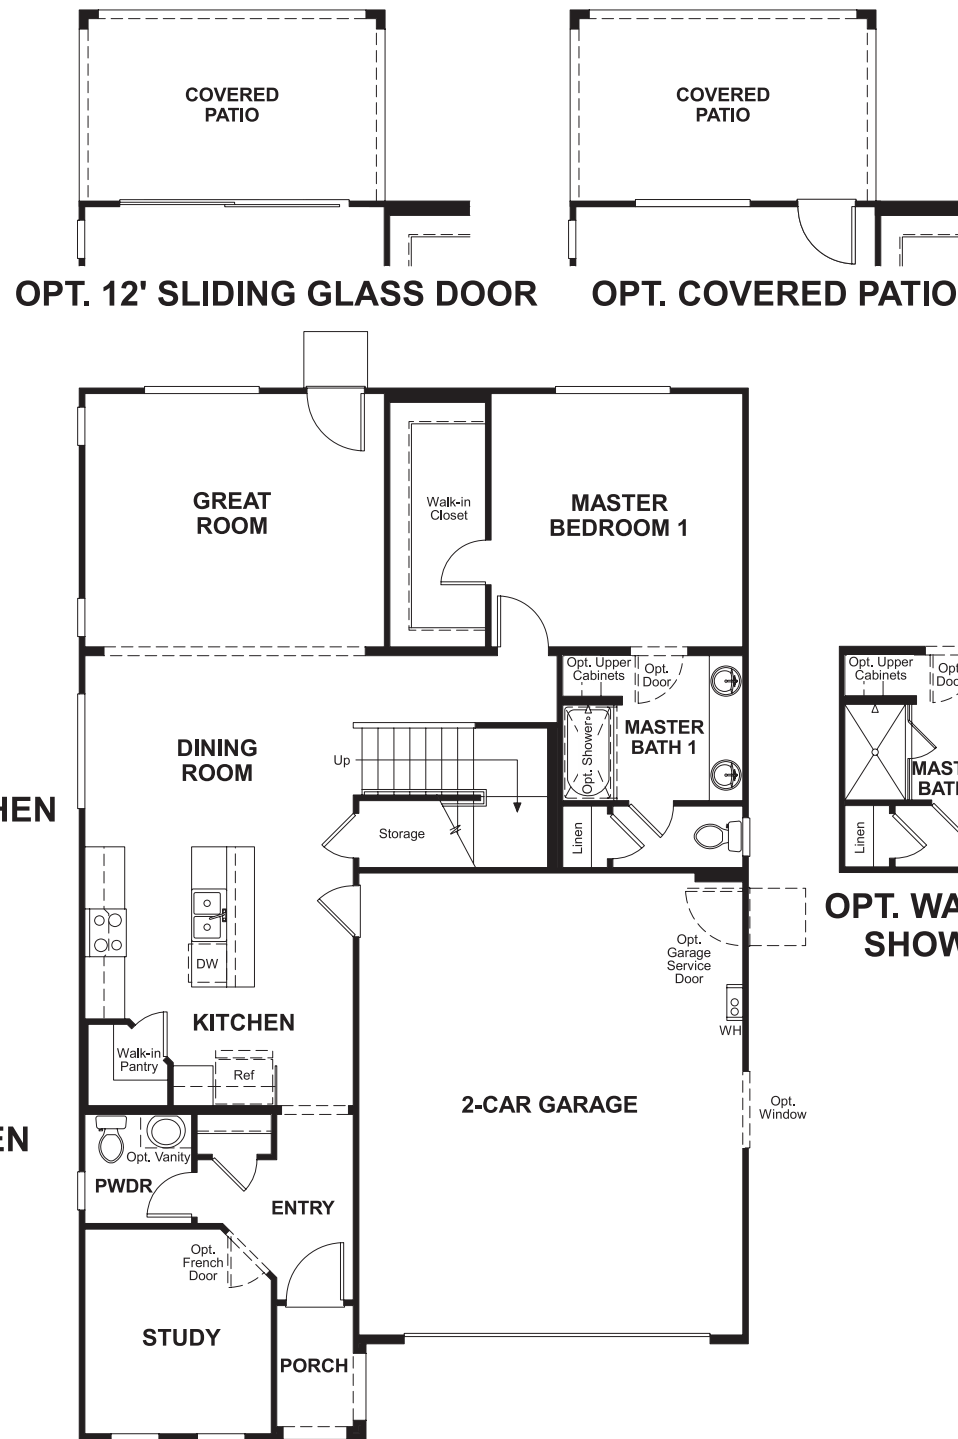 COVERED
PATIO
COVERED
PATIO
OPT. 12' SLIDING GLASS DOOR
OPT. COVERED PATIO
GREAT
ROOM
Walk-in
Closet
MASTER
BEDROOM 1
Opt. Upper
Cabinets
Opt.
Door
Opt. Upper
Cabinets
MASTER
BATH 1
Opt. Shower
DINING
ROOM
Up
Storage
Linen
Linen
DW
KITCHEN
Opt.
Garage
Service
Door
WH
Walk-in
Pantry
Ref
2-CAR GARAGE
Opt.
Window
Opt. Vanity
PWDR
ENTRY
Opt.
French
Door
STUDY
PORCH